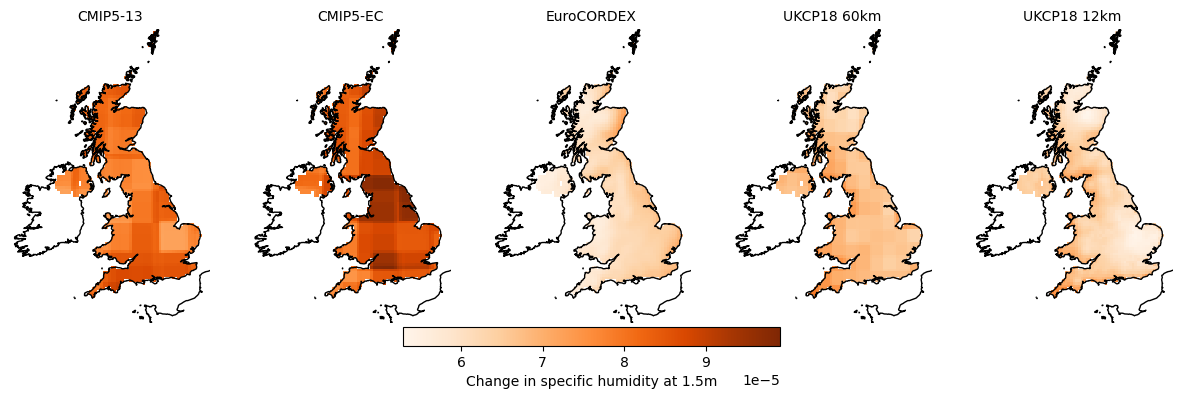 CMIP5-13 CMIP5-EC EuroCORDEX UKCP18 60km UKCP18 12km
6 7 8 9
Change in specific humidity at 1.5m 1e−5